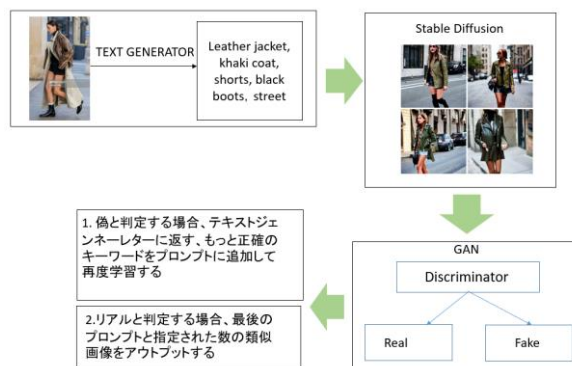 TEXT GENERATOR
Leather jacket,
khaki coat,
shorts, black
boots, street
Stable Diffusion
GAN
Discriminator
Real
Fake
1. 偽と判定する場合、テキストジェ
ンネーレターに返す、もっと正確の
キーワードをプロンプトに追加して
再度学習する
2.リアルと判定する場合、最後の
プロンプトと指定された数の類似
画像をアウトプットする